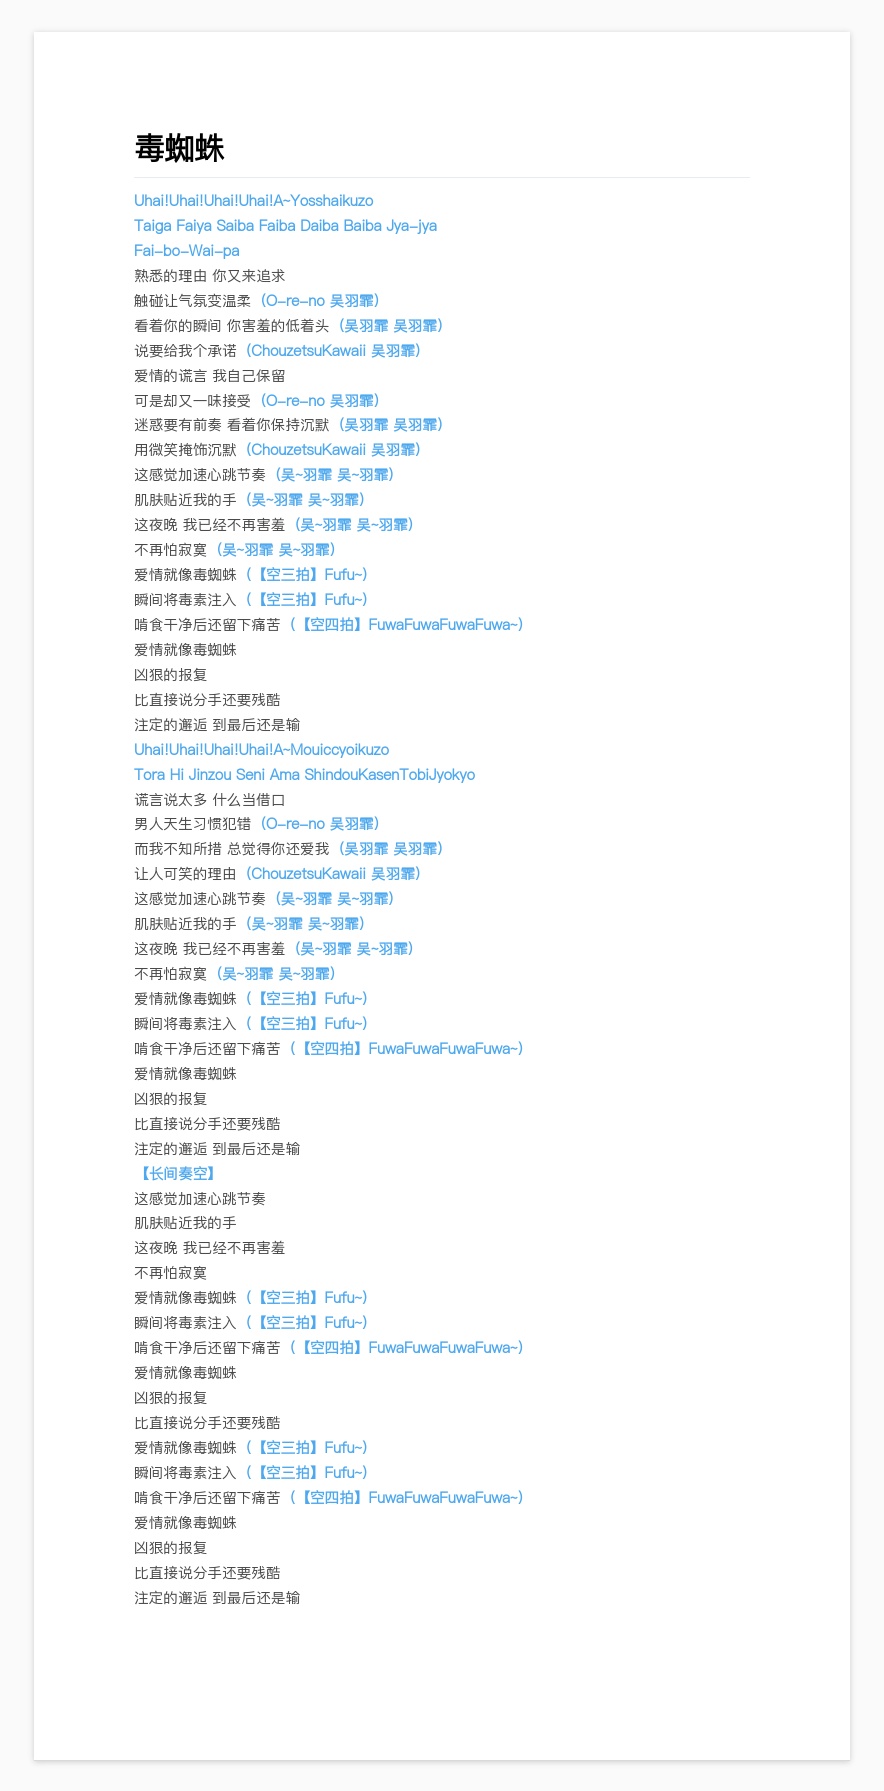 毒蜘蛛
Uhai!Uhai!Uhai!Uhai!A~Yosshaikuzo
Taiga Faiya Saiba Faiba Daiba Baiba Jya-jya
Fai-bo-Wai-pa
熟悉的理由 你又来追求
触碰让气氛变温柔（O-re-no 吴羽霏）
看着你的瞬间 你害羞的低着头（吴羽霏 吴羽霏）
说要给我个承诺（ChouzetsuKawaii 吴羽霏）
爱情的谎言 我自己保留
可是却又一味接受（O-re-no 吴羽霏）
迷惑要有前奏 看着你保持沉默（吴羽霏 吴羽霏）
用微笑掩饰沉默（ChouzetsuKawaii 吴羽霏）
这感觉加速心跳节奏（吴~羽霏 吴~羽霏）
肌肤贴近我的手（吴~羽霏 吴~羽霏）
这夜晚 我已经不再害羞（吴~羽霏 吴~羽霏）
不再怕寂寞（吴~羽霏 吴~羽霏）
爱情就像毒蜘蛛（【空三拍】Fufu~）
瞬间将毒素注入（【空三拍】Fufu~）
啃食干净后还留下痛苦（【空四拍】FuwaFuwaFuwaFuwa~）
爱情就像毒蜘蛛
凶狠的报复
比直接说分手还要残酷
注定的邂逅 到最后还是输
Uhai!Uhai!Uhai!Uhai!A~Mouiccyoikuzo
Tora Hi Jinzou Seni Ama ShindouKasenTobiJyokyo
谎言说太多 什么当借口
男人天生习惯犯错（O-re-no 吴羽霏）
而我不知所措 总觉得你还爱我（吴羽霏 吴羽霏）
让人可笑的理由（ChouzetsuKawaii 吴羽霏）
这感觉加速心跳节奏（吴~羽霏 吴~羽霏）
肌肤贴近我的手（吴~羽霏 吴~羽霏）
这夜晚 我已经不再害羞（吴~羽霏 吴~羽霏）
不再怕寂寞（吴~羽霏 吴~羽霏）
爱情就像毒蜘蛛（【空三拍】Fufu~）
瞬间将毒素注入（【空三拍】Fufu~）
啃食干净后还留下痛苦（【空四拍】FuwaFuwaFuwaFuwa~）
爱情就像毒蜘蛛
凶狠的报复
比直接说分手还要残酷
注定的邂逅 到最后还是输
【长间奏空】
这感觉加速心跳节奏
肌肤贴近我的手
这夜晚 我已经不再害羞
不再怕寂寞
爱情就像毒蜘蛛（【空三拍】Fufu~）
瞬间将毒素注入（【空三拍】Fufu~）
啃食干净后还留下痛苦（【空四拍】FuwaFuwaFuwaFuwa~）
爱情就像毒蜘蛛
凶狠的报复
比直接说分手还要残酷
爱情就像毒蜘蛛（【空三拍】Fufu~）
瞬间将毒素注入（【空三拍】Fufu~）
啃食干净后还留下痛苦（【空四拍】FuwaFuwaFuwaFuwa~）
爱情就像毒蜘蛛
凶狠的报复
比直接说分手还要残酷
注定的邂逅 到最后还是输